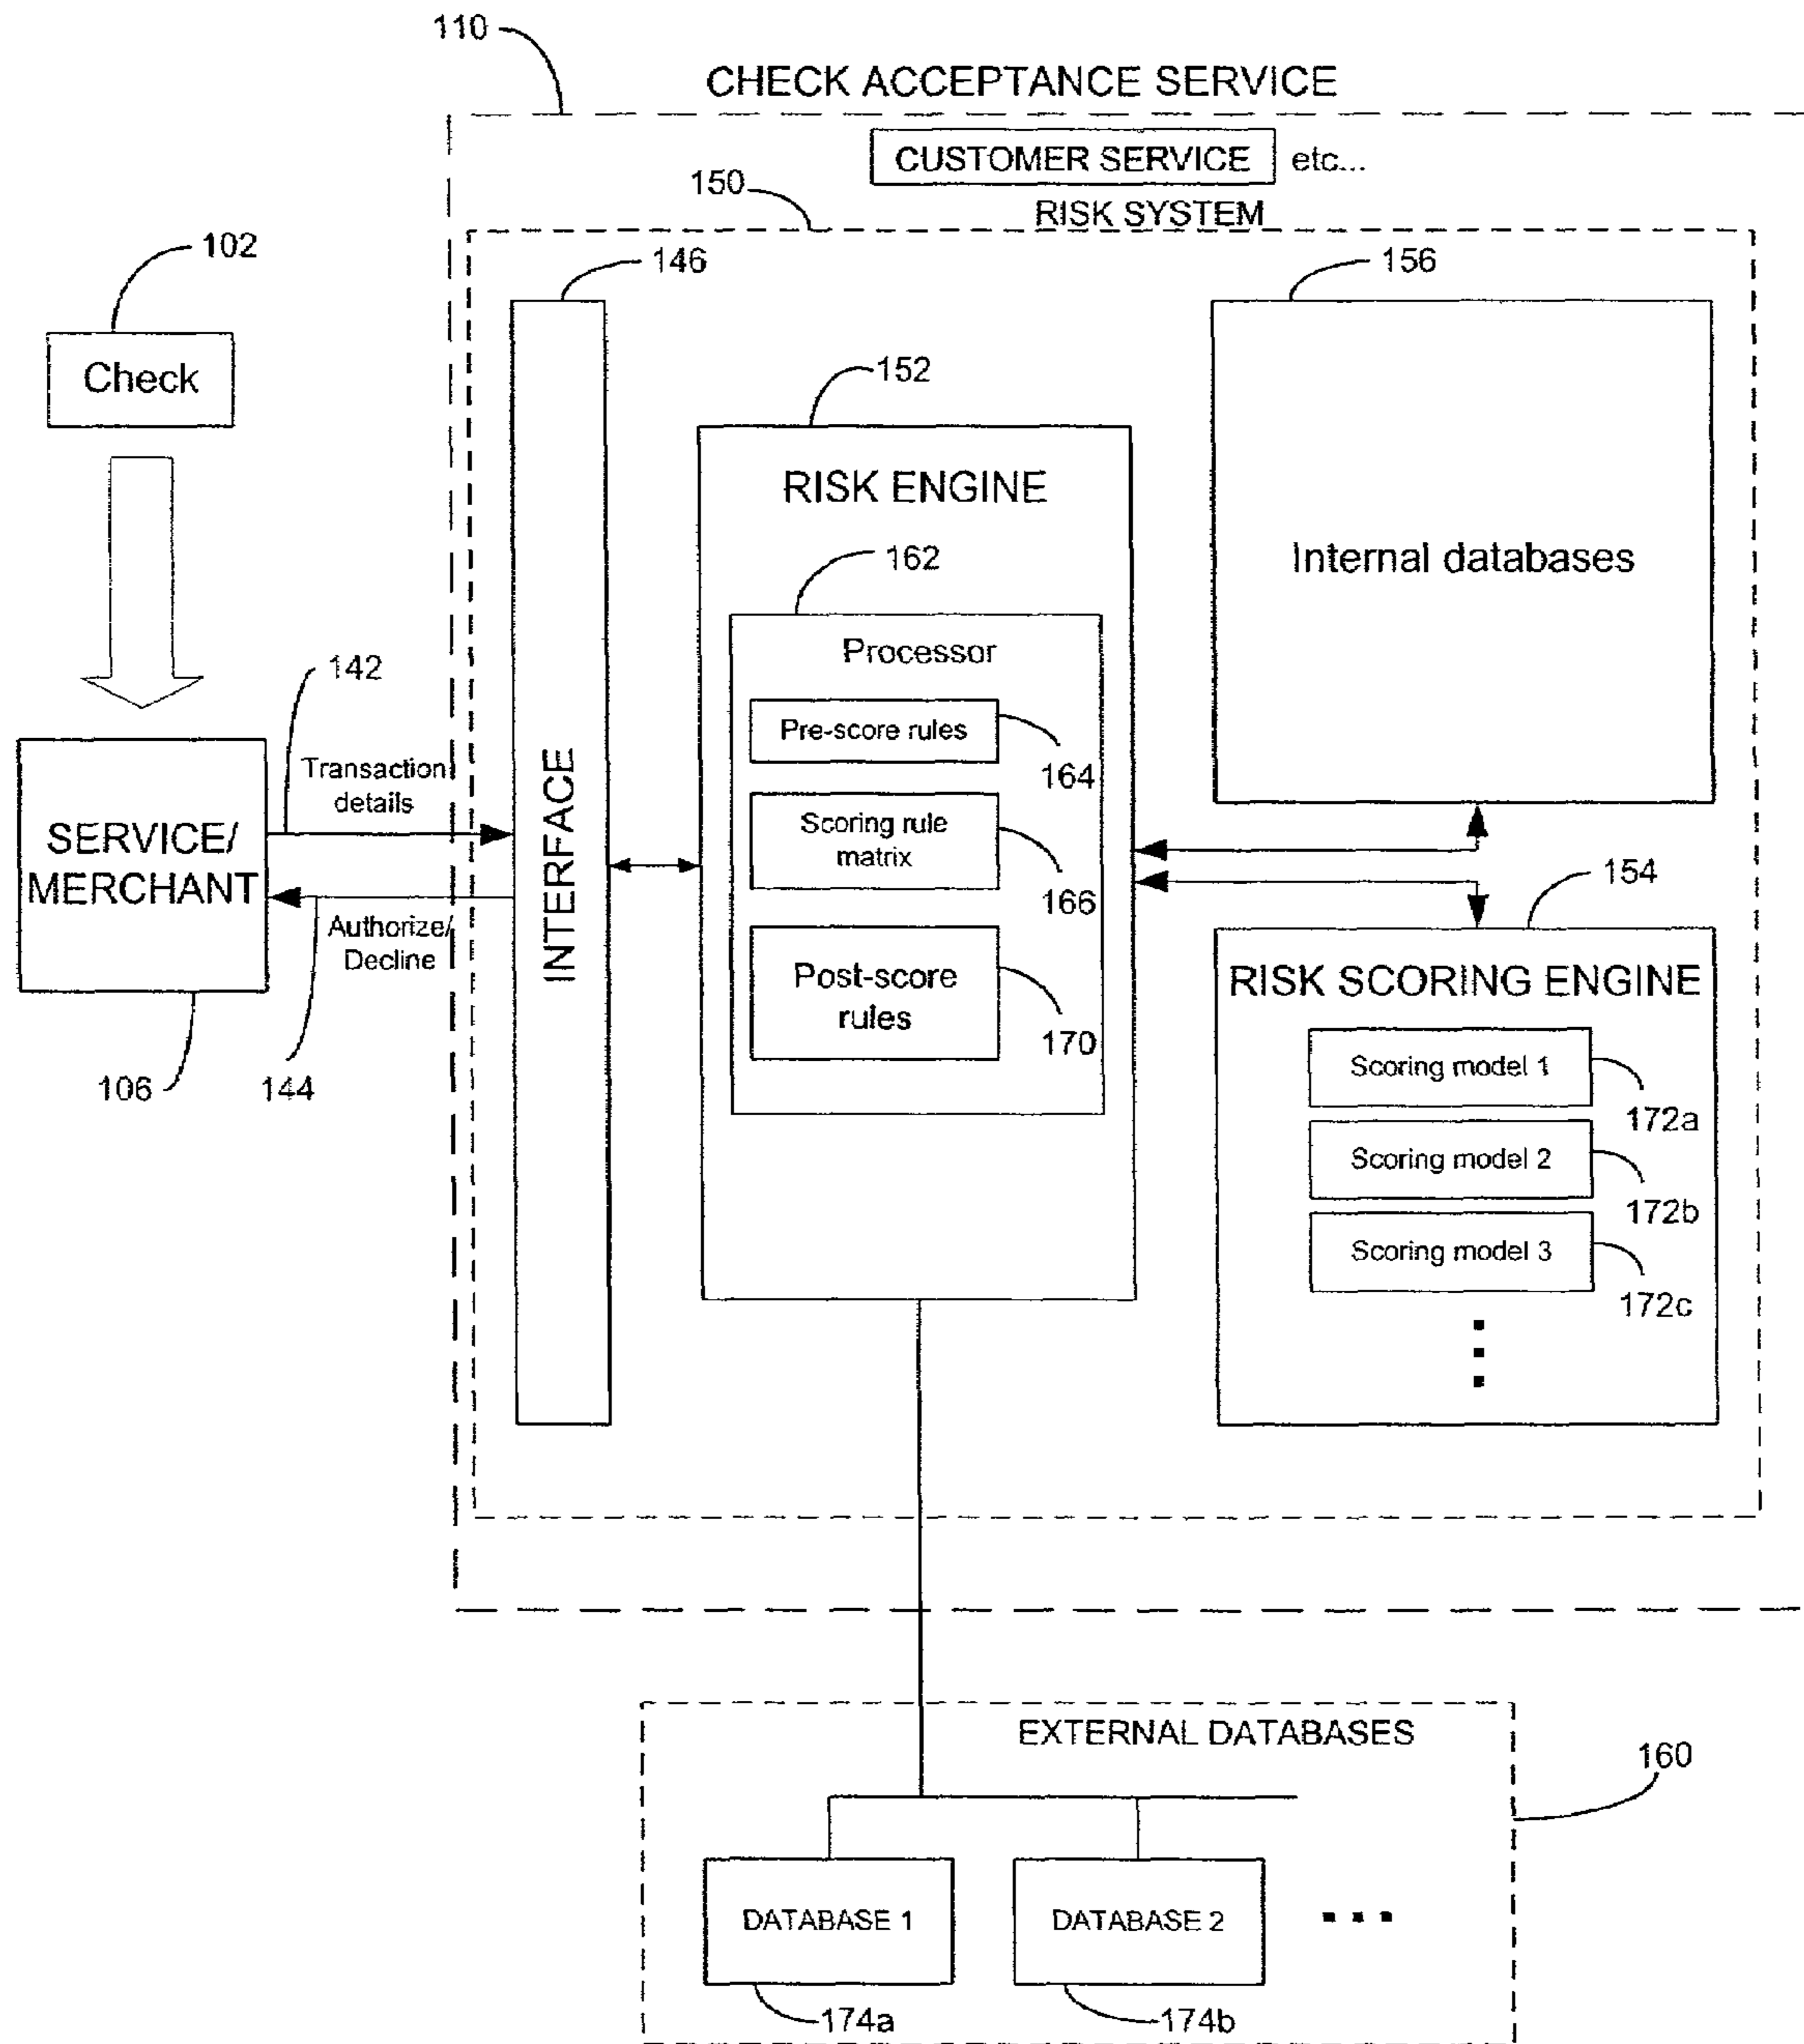 110
CHECK ACCEPTANCE SERVICE
CUSTOMER SERVICE etc...
150
RISK SYSTEM
102
146
156
Check
152
RISK ENGINE
162
Internal databases
Processor
142
Pre-score rules
164
Transaction
details
Scoring rule
matrix
166
SERVICE/
MERCHANT
INTERFACE
154
Authorize/
Decline
Post-score
rules
170
RISK SCORING ENGINE
106
144
Scoring model 1
172a
Scoring model 2
172b
Scoring model 3
172c
EXTERNAL DATABASES
160
DATABASE 1
DATABASE 2
174a
174b